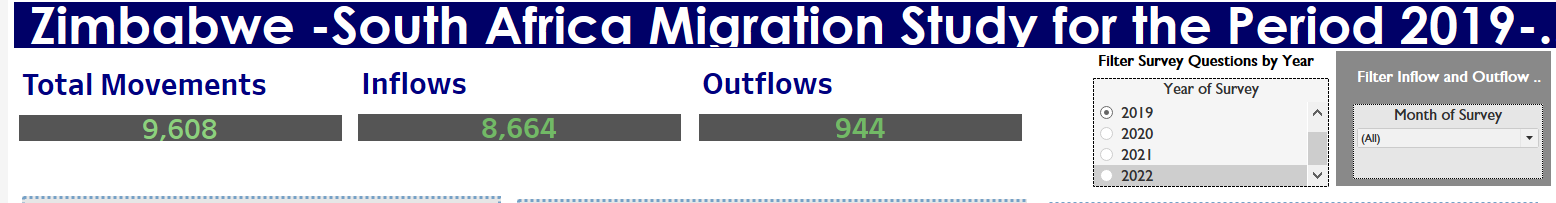 Zimbabwe -South Africa Migration Study for the Period 2019-.
Total Movements
9,608
Inflows
8,664
Outflows
944
Filter Survey Questions by Year
Year of Survey
2019
2020
2021
2022
Filter Inflow and Outflow ..
Month of Survey
(All)